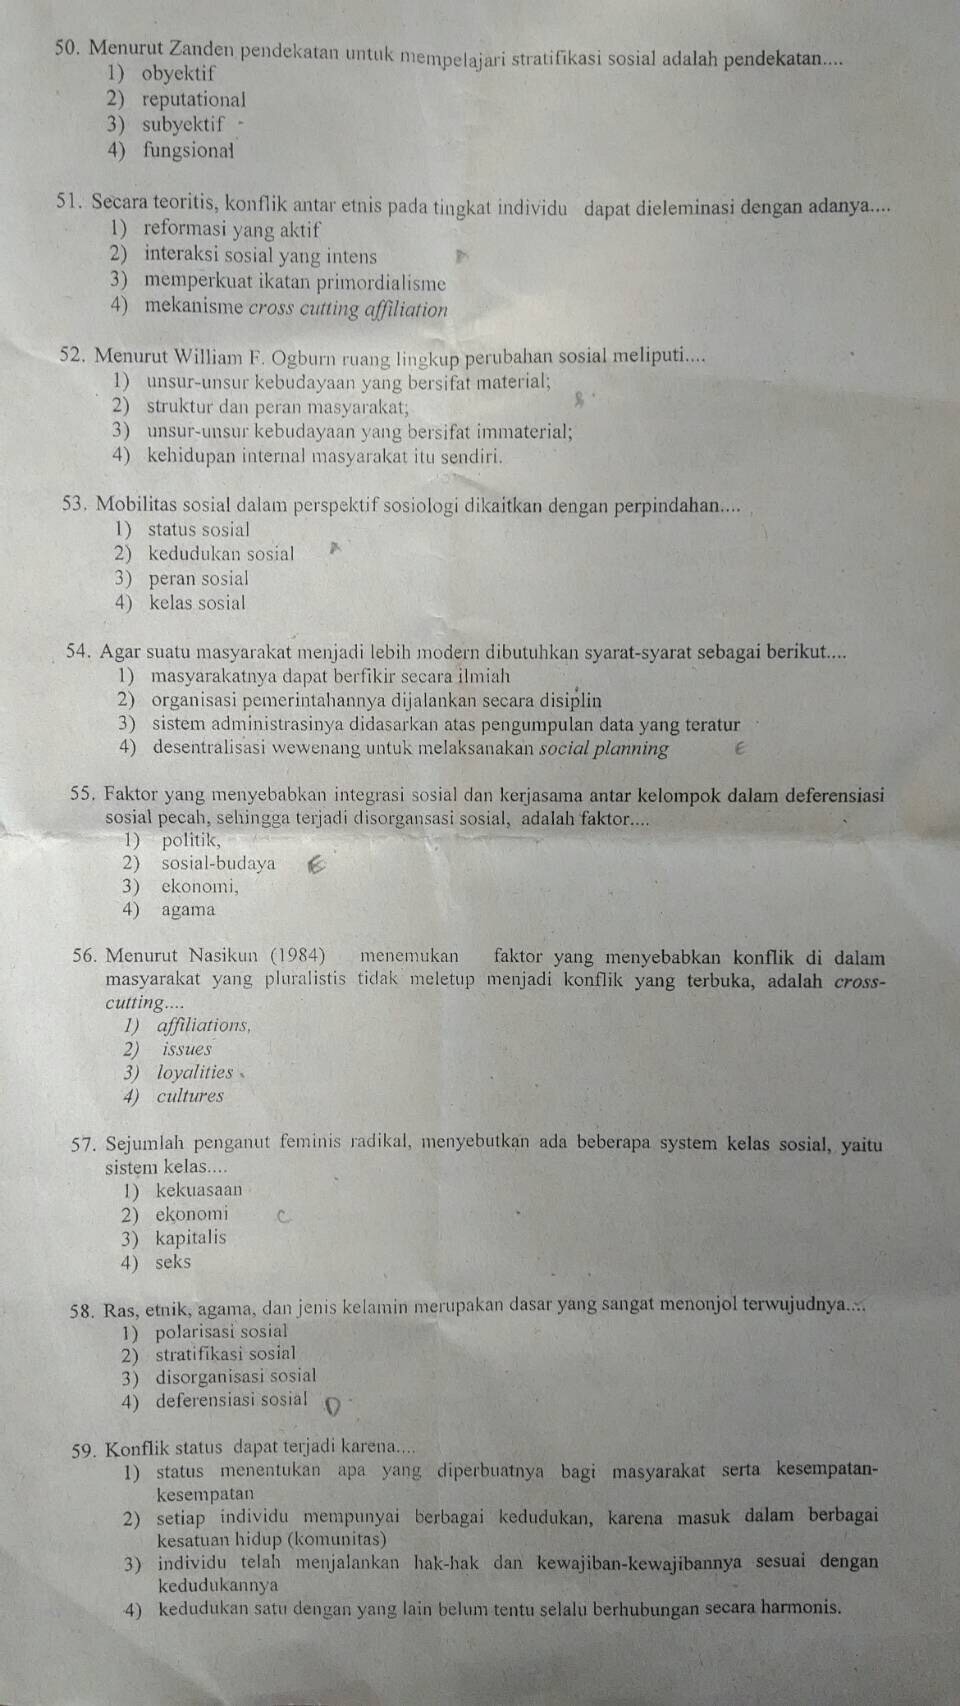 50. Menurut Zanden pendekatan untuk mempelajari stratifikasi sosial adalah pendekatan....
1) obyektif
2) reputational
3) subyektif
4) fungsional
51. Secara teoritis, konflik antar etnis pada tingkat individu dapat dieleminasi dengan adanya....
1) reformasi yang aktif
2) interaksi sosial yang intens
3) memperkuat ikatan primordialisme
4) mekanisme cross cutting affiliation
52. Menurut William F. Ogburn ruang lingkup perubahan sosial meliputi....
1) unsur-unsur kebudayaan yang bersifat material;
2) struktur dan peran masyarakat;
3) unsur-unsur kebudayaan yang bersifat immaterial;
4) kehidupan internal masyarakat itu sendiri.
53. Mobilitas sosial dalam perspektif sosiologi dikaitkan dengan perpindahan....
1) status sosial
2) kedudukan sosial
3) peran sosial
4) kelas sosial
54. Agar suatu masyarakat menjadi lebih modern dibutuhkan syarat-syarat sebagai berikut....
1) masyarakatnya dapat berfikir secara ilmiah
2) organisasi pemerintahannya dijalankan secara disiplin
3) sistem administrasinya didasarkan atas pengumpulan data yang teratur
4) desentralisasi wewenang untuk melaksanakan social planning E
55. Faktor yang menyebabkan integrasi sosial dan kerjasama antar kelompok dalam deferensiasi
sosial pecah, sehingga terjadi disorgansasi sosial, adalah faktor....
1) politik,
2) sosial-budaya E
3) ekonomi,
4) agama
56. Menurut Nasikun (1984) menemukan faktor yang menyebabkan konflik di dalam
masyarakat yang pluralistis tidak meletup menjadi konflik yang terbuka, adalah cross-
cutting....
1) affiliations,
2) issues
3) loyalities
4) cultures
57. Sejumlah penganut feminis radikal, menyebutkan ada beberapa system kelas sosial, yaitu
sistem kelas....
1) kekuasaan
2) ekonomi C
3) kapitalis
4) seks
58. Ras, etnik, agama, dan jenis kelamin merupakan dasar yang sangat menonjol terwujudnya....
1) polarisasi sosial
2) stratifikasi sosial
3) disorganisasi sosial
4) deferensiasi sosial D
59. Konflik status dapat terjadi karena....
1) status menentukan apa yang diperbuatnya bagi masyarakat serta kesempatan-
kesempatan
2) setiap individu mempunyai berbagai kedudukan, karena masuk dalam berbagai
kesatuan hidup (komunitas)
3) individu telah menjalankan hak-hak dan kewajiban-kewajibannya sesuai dengan
kedudukannya
4) kedudukan satu dengan yang lain belum tentu selalu berhubungan secara harmonis.